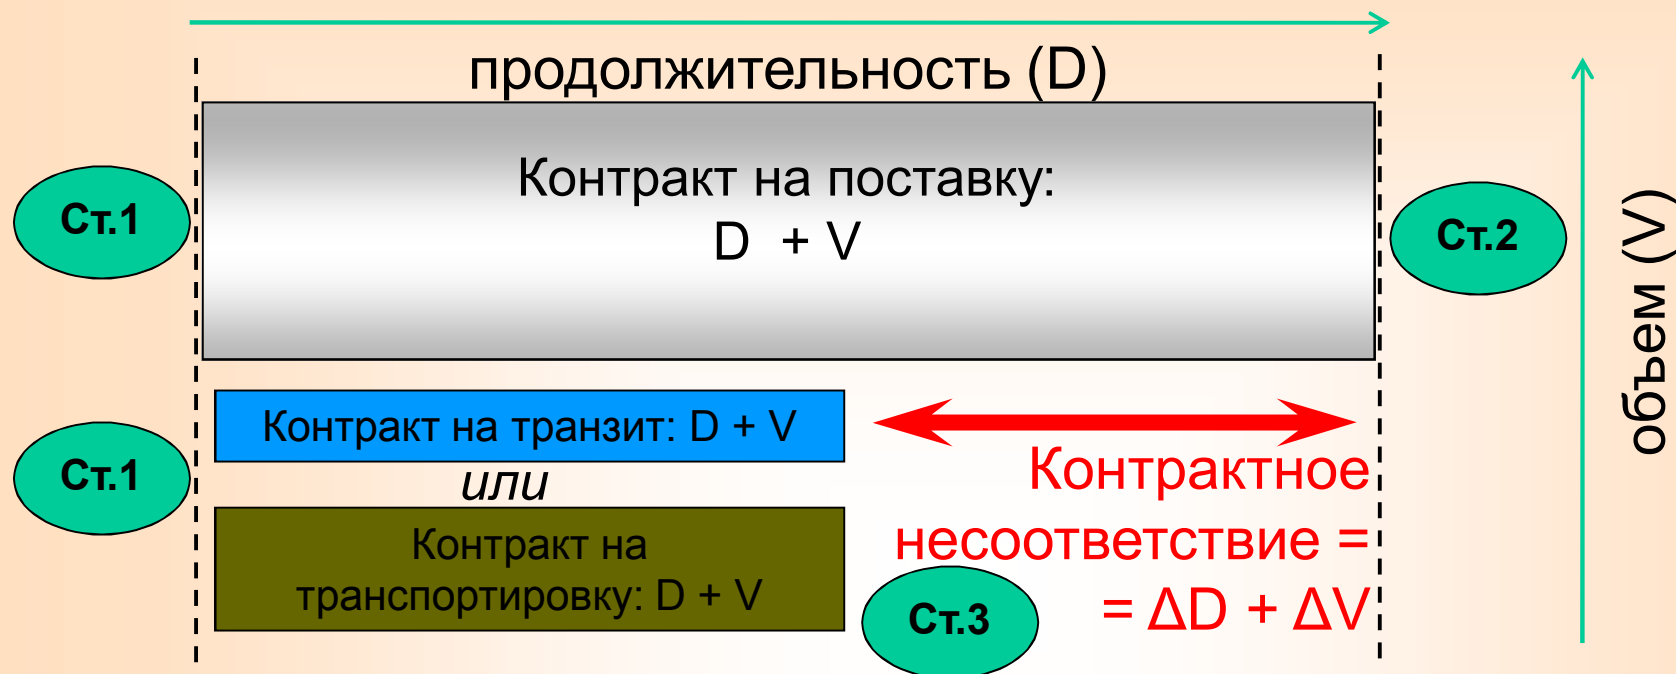 продолжительность (D)
Контракт на поставку:
D + V
Ст.1
Ст.2
объем (V)
Контракт на транзит: D + V
или
Контракт на
транспортировку: D + V
Ст.1
Контрактное
несоответствие =
= ΔD + ΔV
Ст.3